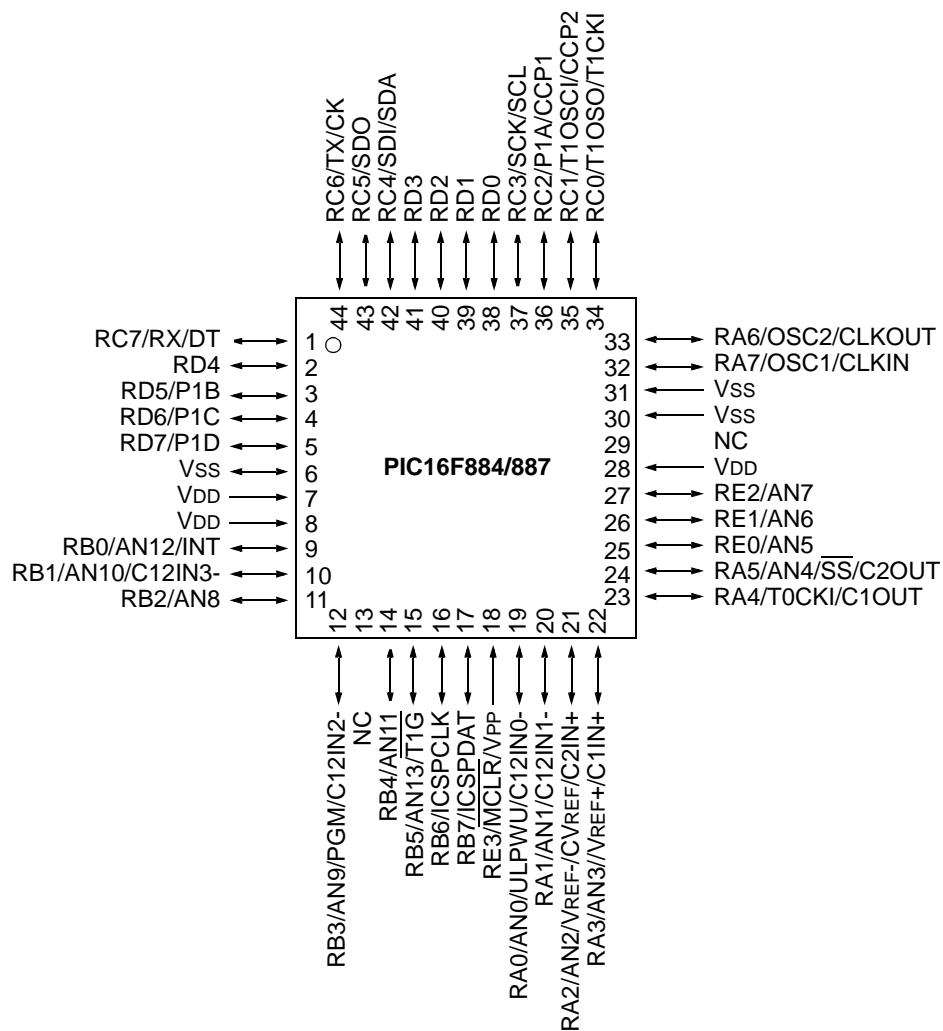 RC6/TX/CK
RC5/SDO
RC4/SDI/SDA
RD3
RD2
RD1
RD0
RC3/SCK/SCL
RC2/P1A/CCP1
RC1/T1OSCI/CCP2
RC0/T1OSO/T1CKI
44
43
42
41
40
39
38
37
36
35
34
RC7/RX/DT 1
RD4 2
RD5/P1B 3
RD6/P1C 4
RD7/P1D 5
VSS 6
VDD 7
VDD 8
RB0/AN12/INT 9
RB1/AN10/C12IN3- 10
RB2/AN8 11
PIC16F884/887
33 RA6/OSC2/CLKOUT
32 RA7/OSC1/CLKIN
31 VSS
30 VSS
29 NC
28 VDD
27 RE2/AN7
26 RE1/AN6
25 RE0/AN5
24 RA5/AN4/SS/C2OUT
23 RA4/T0CKI/C1OUT
12
13
14
15
16
17
18
19
20
21
22
RB3/AN9/PGM/C12IN2-
NC
RB4/AN11
RB5/AN13/T1G
RB6/ICSPCLK
RB7/ICSPDAT
RE3/MCLR/VPP
RA0/AN0/ULPWU/C12IN0-
RA1/AN1/C12IN1-
RA2/AN2/VREF-/CVREF/C2IN+
RA3/AN3//VREF+/C1IN+